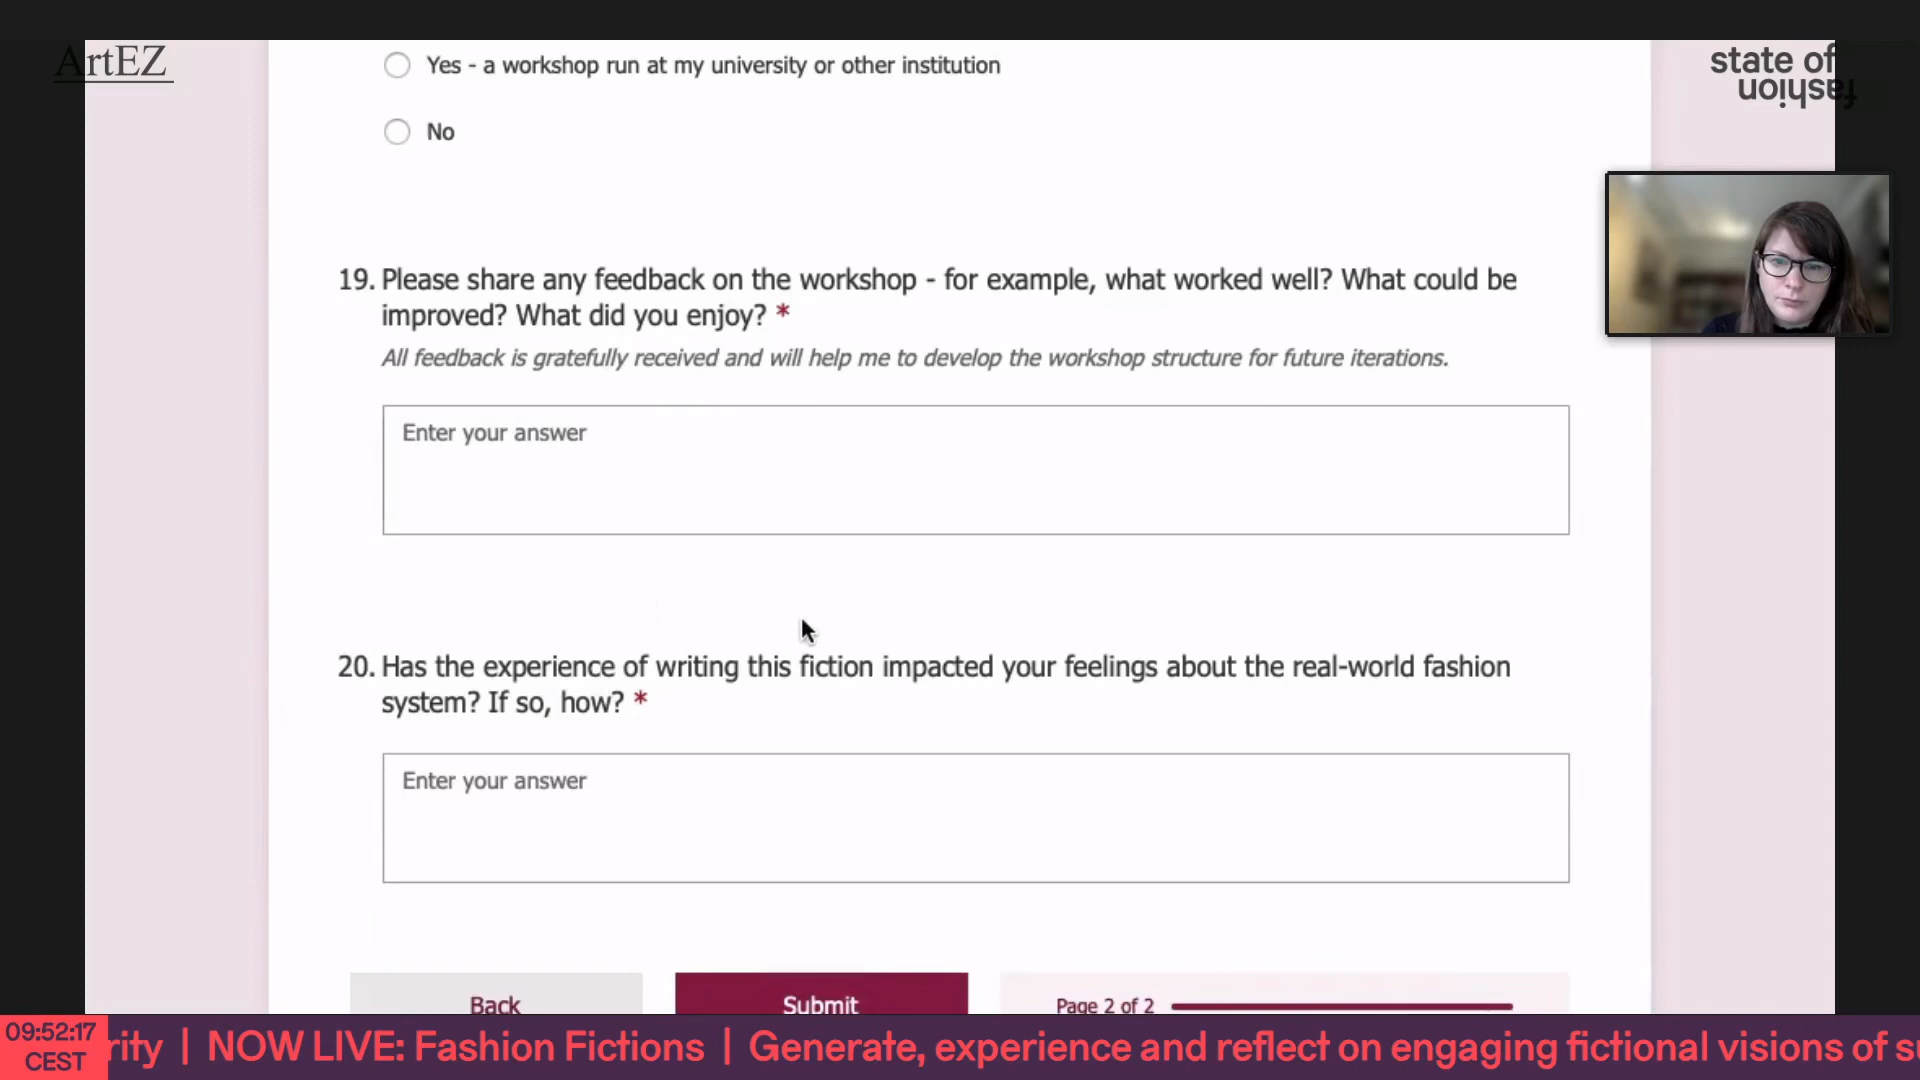 ArtEZ
state of
fashion
Yes - a workshop run at my university or other institution
No
19. Please share any feedback on the workshop - for example, what worked well? What could be
improved? What did you enjoy? *
All feedback is gratefully received and will help me to develop the workshop structure for future iterations.
Enter your answer
20. Has the experience of writing this fiction impacted your feelings about the real-world fashion
system? If so, how? *
Enter your answer
Back
Submit
Page 2 of 2
09:52:17
CEST
rity | NOW LIVE: Fashion Fictions | Generate, experience and reflect on engaging fictional visions of